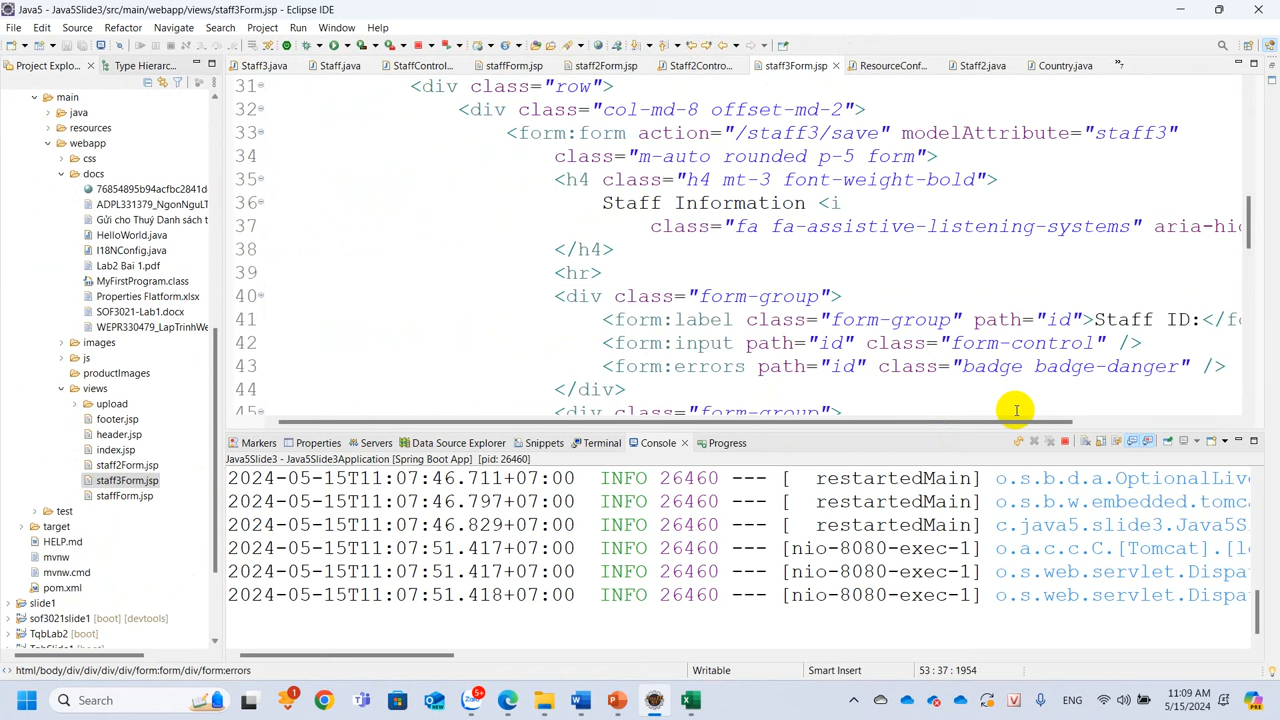 Java5 - Java5Slide3/src/main/webapp/views/staff3Form.jsp - Eclipse IDE
File Edit Source Refactor Navigate Search Project Run Window Help
Project Explo... Type Hierarc... Staff3.java Staff.java StaffControl... staffForm.jsp staff2Form.jsp Staff2Contro... staff3Form.jsp ResourceConf... Staff2.java Country.java
main
java
resources
webapp
css
docs
76854895b94acfbc2841d
ADPL331379_NgonNguLT
Gửi cho Thuý Danh sách t
HelloWorld.java
I18NConfig.java
Lab2 Bai 1.pdf
MyFirstProgram.class
Properties Flatform.xlsx
SOF3021-Lab1.docx
WEPR330479_LapTrinhWe
images
js
productImages
views
upload
footer.jsp
header.jsp
index.jsp
staff2Form.jsp
staff3Form.jsp
staffForm.jsp
test
target
HELP.md
mvnw
mvnw.cmd
pom.xml
slide1
sof3021slide1 [boot] [devtools]
TqbLab2 [boot]
31 <div class="row">
32 <div class="col-md-8 offset-md-2">
33 <form:form action="/staff3/save" modelAttribute="staff3"
34 class="m-auto rounded p-5 form">
35 <h4 class="h4 mt-3 font-weight-bold">
36 Staff Information <i
37 class="fa fa-assistive-listening-systems" aria-hi
38 </h4>
39 <hr>
40 <div class="form-group">
41 <form:label class="form-group" path="id">Staff ID:</fo
42 <form:input path="id" class="form-control" />
43 <form:errors path="id" class="badge badge-danger" />
44 </div>
45 <div class="form-group">
Markers Properties Servers Data Source Explorer Snippets Terminal Console Progress
Java5Slide3 - Java5Slide3Application [Spring Boot App] [pid: 26460]
2024-05-15T11:07:46.711+07:00 INFO 26460 --- [ restartedMain] o.s.b.d.a.OptionalLive
2024-05-15T11:07:46.797+07:00 INFO 26460 --- [ restartedMain] o.s.b.w.embedded.tomca
2024-05-15T11:07:46.829+07:00 INFO 26460 --- [ restartedMain] c.java5.slide3.Java5S
2024-05-15T11:07:51.417+07:00 INFO 26460 --- [nio-8080-exec-1] o.a.c.c.C.[Tomcat].[lo
2024-05-15T11:07:51.417+07:00 INFO 26460 --- [nio-8080-exec-1] o.s.web.servlet.Dispa
2024-05-15T11:07:51.418+07:00 INFO 26460 --- [nio-8080-exec-1] o.s.web.servlet.Dispa
html/body/div/div/div/form:form/div/form:errors Writable Smart Insert 53 : 37 : 1954
Search ENG 11:09 AM
5/15/2024